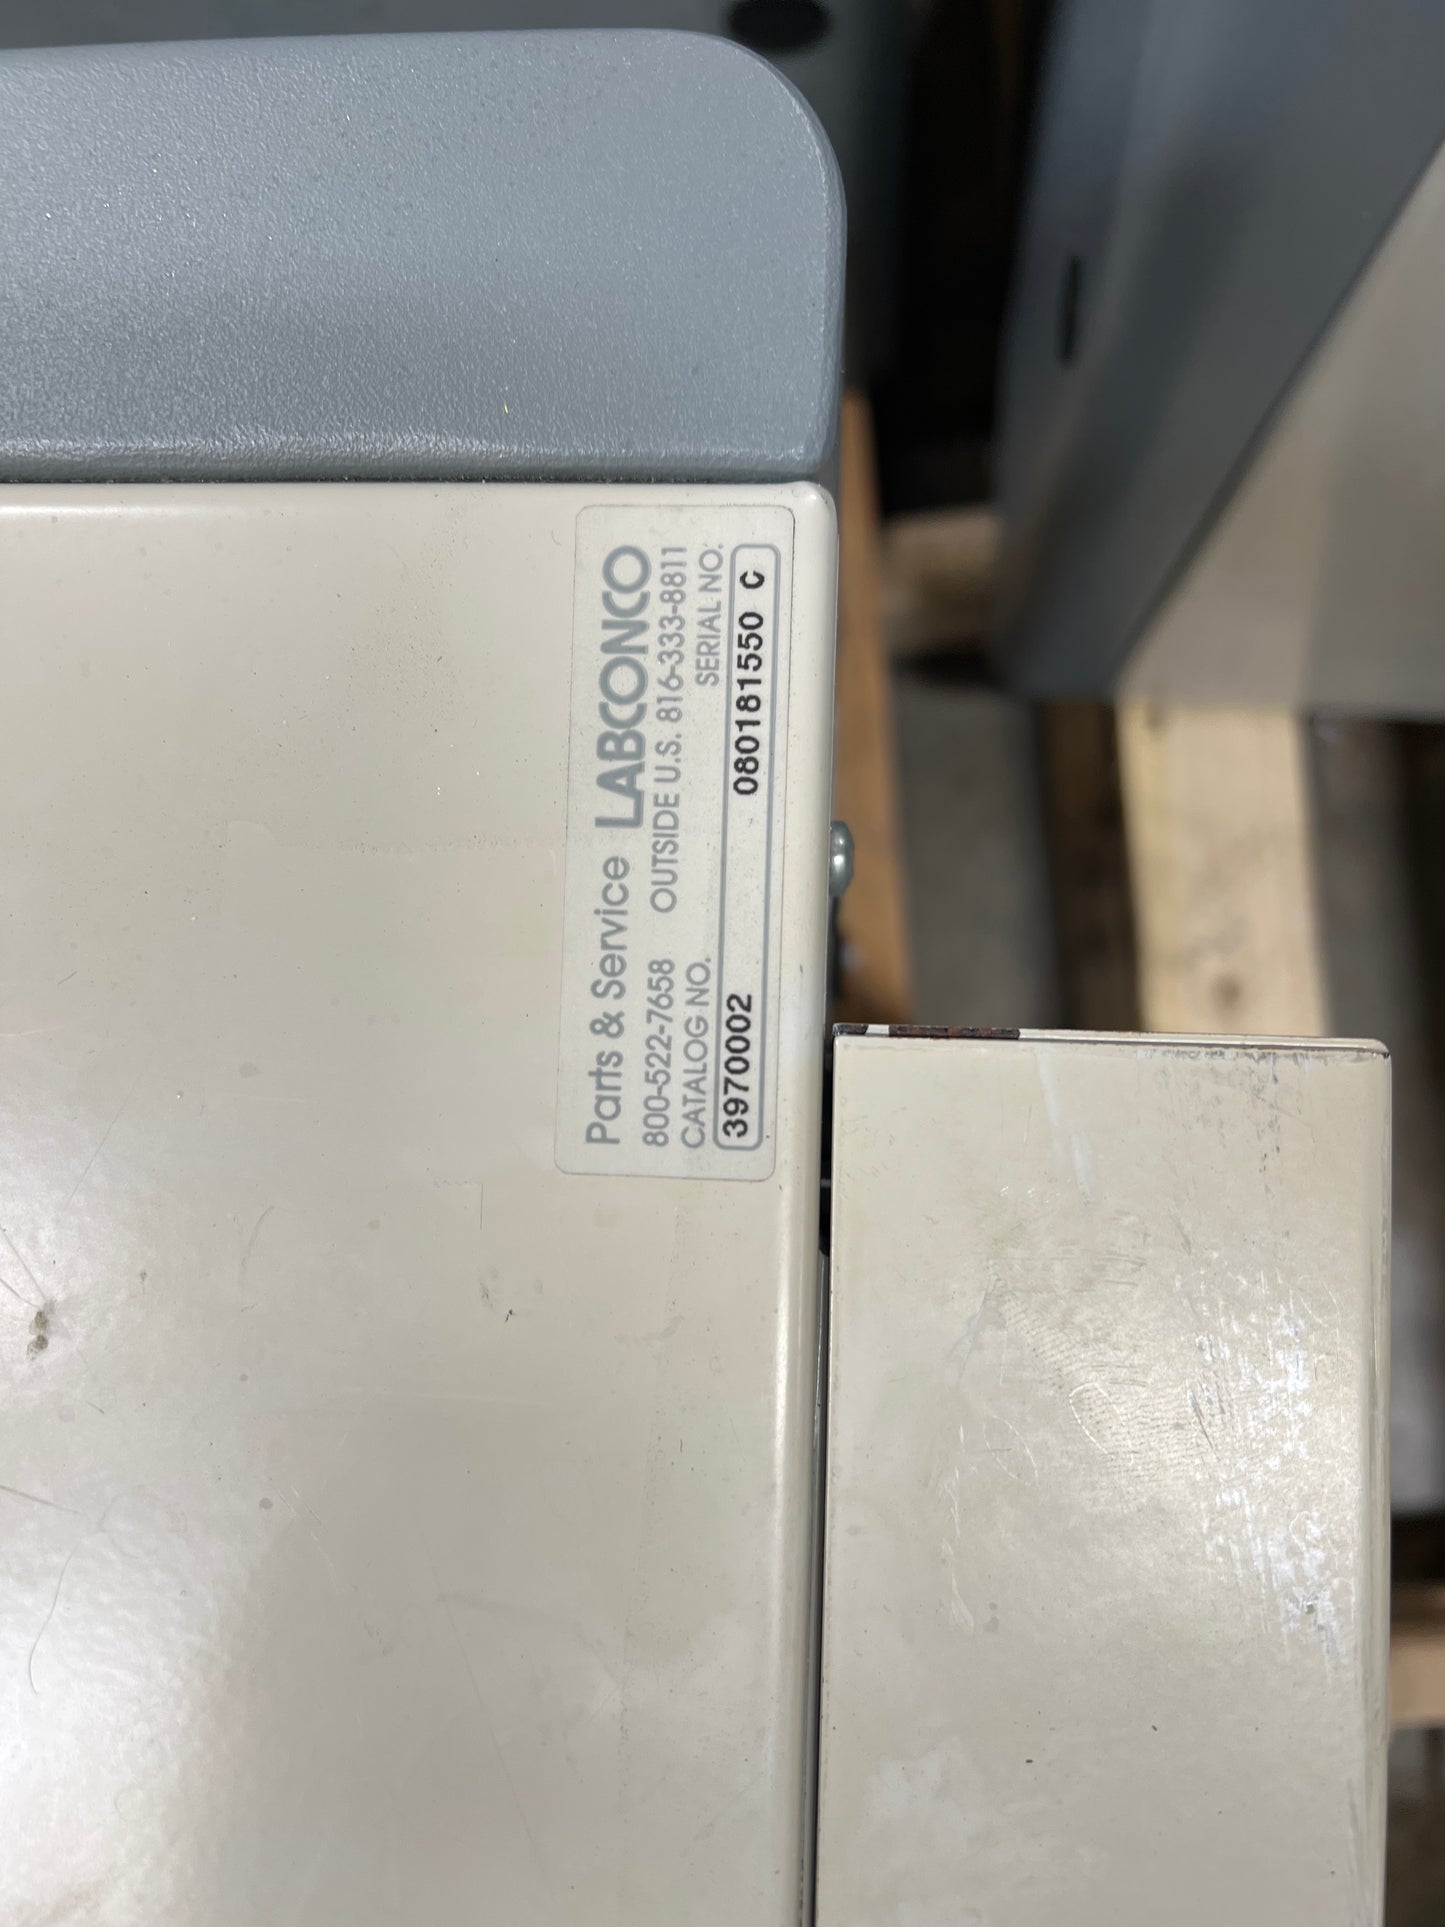 Parts & Service LABCONCO
800-522-7658 OUTSIDE U.S. 816-333-8811
CATALOG NO. SERIAL NO.
3970002 080181550 C